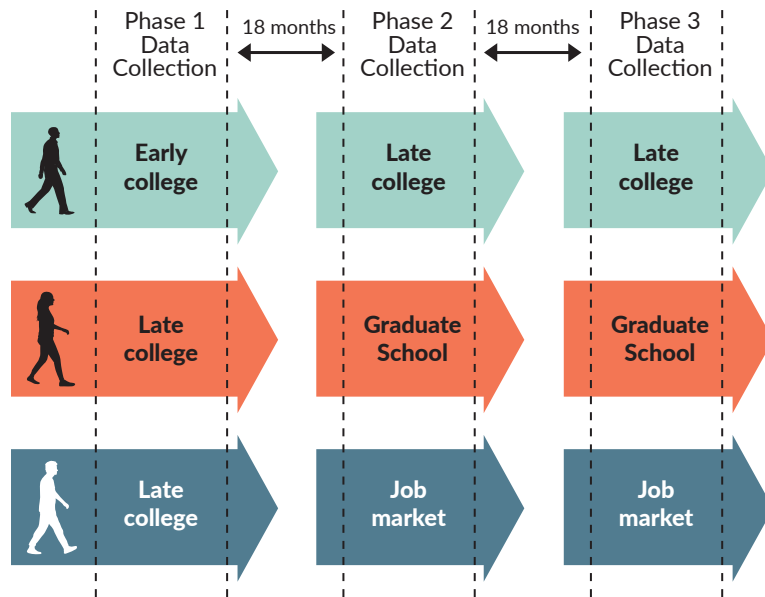 Phase 1
Data
Collection
18 months
Phase 2
Data
Collection
18 months
Phase 3
Data
Collection
Early
college
Late
college
Late
college
Late
college
Graduate
School
Graduate
School
Late
college
Job
market
Job
market